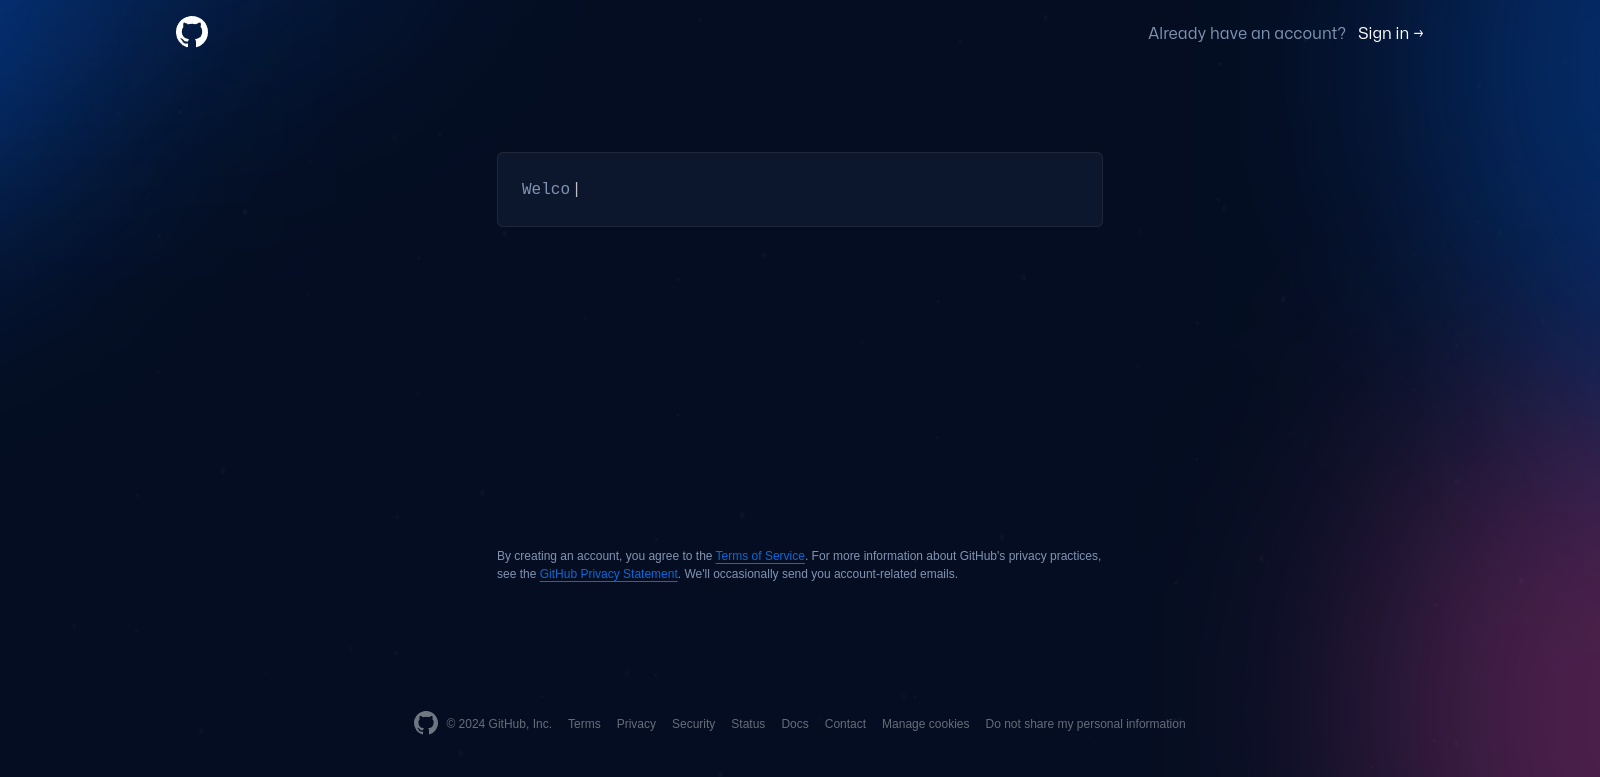 Already have an account? Sign in →
Welco
By creating an account, you agree to the Terms of Service. For more information about GitHub's privacy practices,
see the GitHub Privacy Statement. We'll occasionally send you account-related emails.
© 2024 GitHub, Inc. Terms Privacy Security Status Docs Contact Manage cookies Do not share my personal information